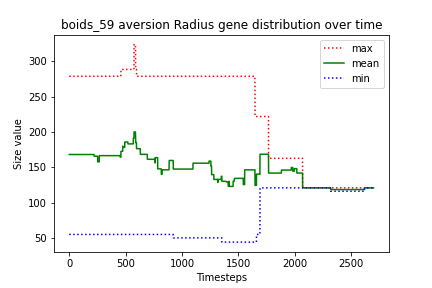 boids_59 aversion Radius gene distribution over time
max
mean
min
300
250
200
150
100
50
Size value
0
500
1000
1500
2000
2500
Timesteps